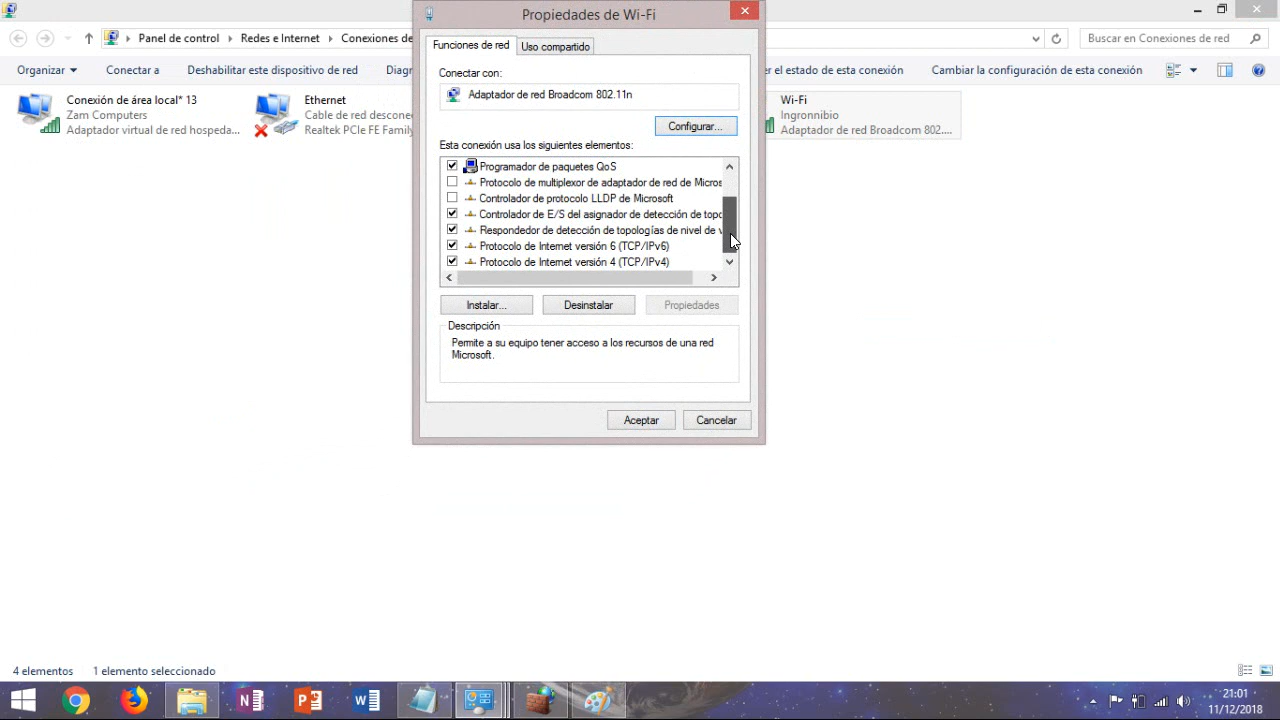 Propiedades de Wi-Fi
Panel de control
Redes e Internet
Conexiones de
Buscar en Conexiones de red
Organizar
Conectar a
Deshabilitar este dispositivo de red
Diagn
er el estado de esta conexión
Cambiar la configuración de esta conexión
Conexión de área local* 13
Zam Computers
Adaptador virtual de red hospeda...
Ethernet
Cable de red descone
Realtek PCIe FE Family
Wi-Fi
Ingronnibio
Adaptador de red Broadcom 802....
Funciones de red
Uso compartido
Conectar con:
Adaptador de red Broadcom 802.11n
Configurar...
Esta conexión usa los siguientes elementos:
Programador de paquetes QoS
Protocolo de multiplexor de adaptador de red de Micros
Controlador de protocolo LLDP de Microsoft
Controlador de E/S del asignador de detección de topo
Respondedor de detección de topologías de nivel de v
Protocolo de Internet versión 6 (TCP/IPv6)
Protocolo de Internet versión 4 (TCP/IPv4)
Instalar...
Desinstalar
Propiedades
Descripción
Permite a su equipo tener acceso a los recursos de una red
Microsoft.
Aceptar
Cancelar
4 elementos
1 elemento seleccionado
21:01
11/12/2018